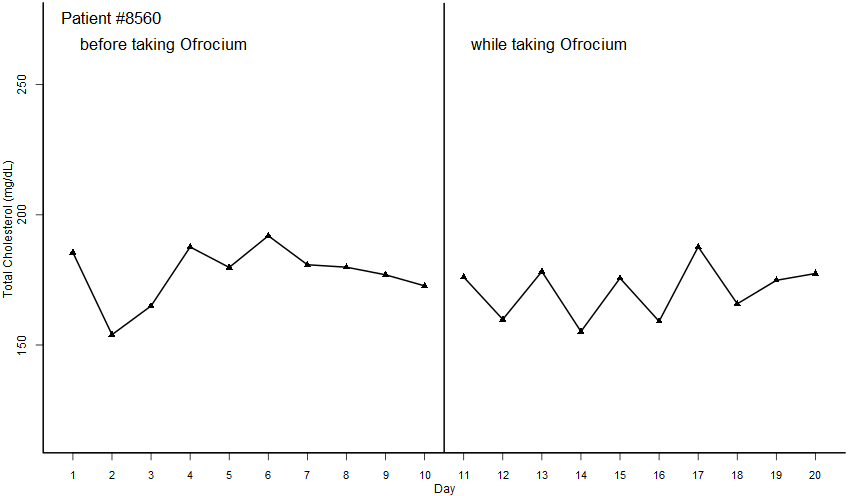 Patient #8560
before taking Ofrocium
while taking Ofrocium
Total Cholesterol (mg/dL)
250
200
150
1 2 3 4 5 6 7 8 9 10 11 12 13 14 15 16 17 18 19 20
Day